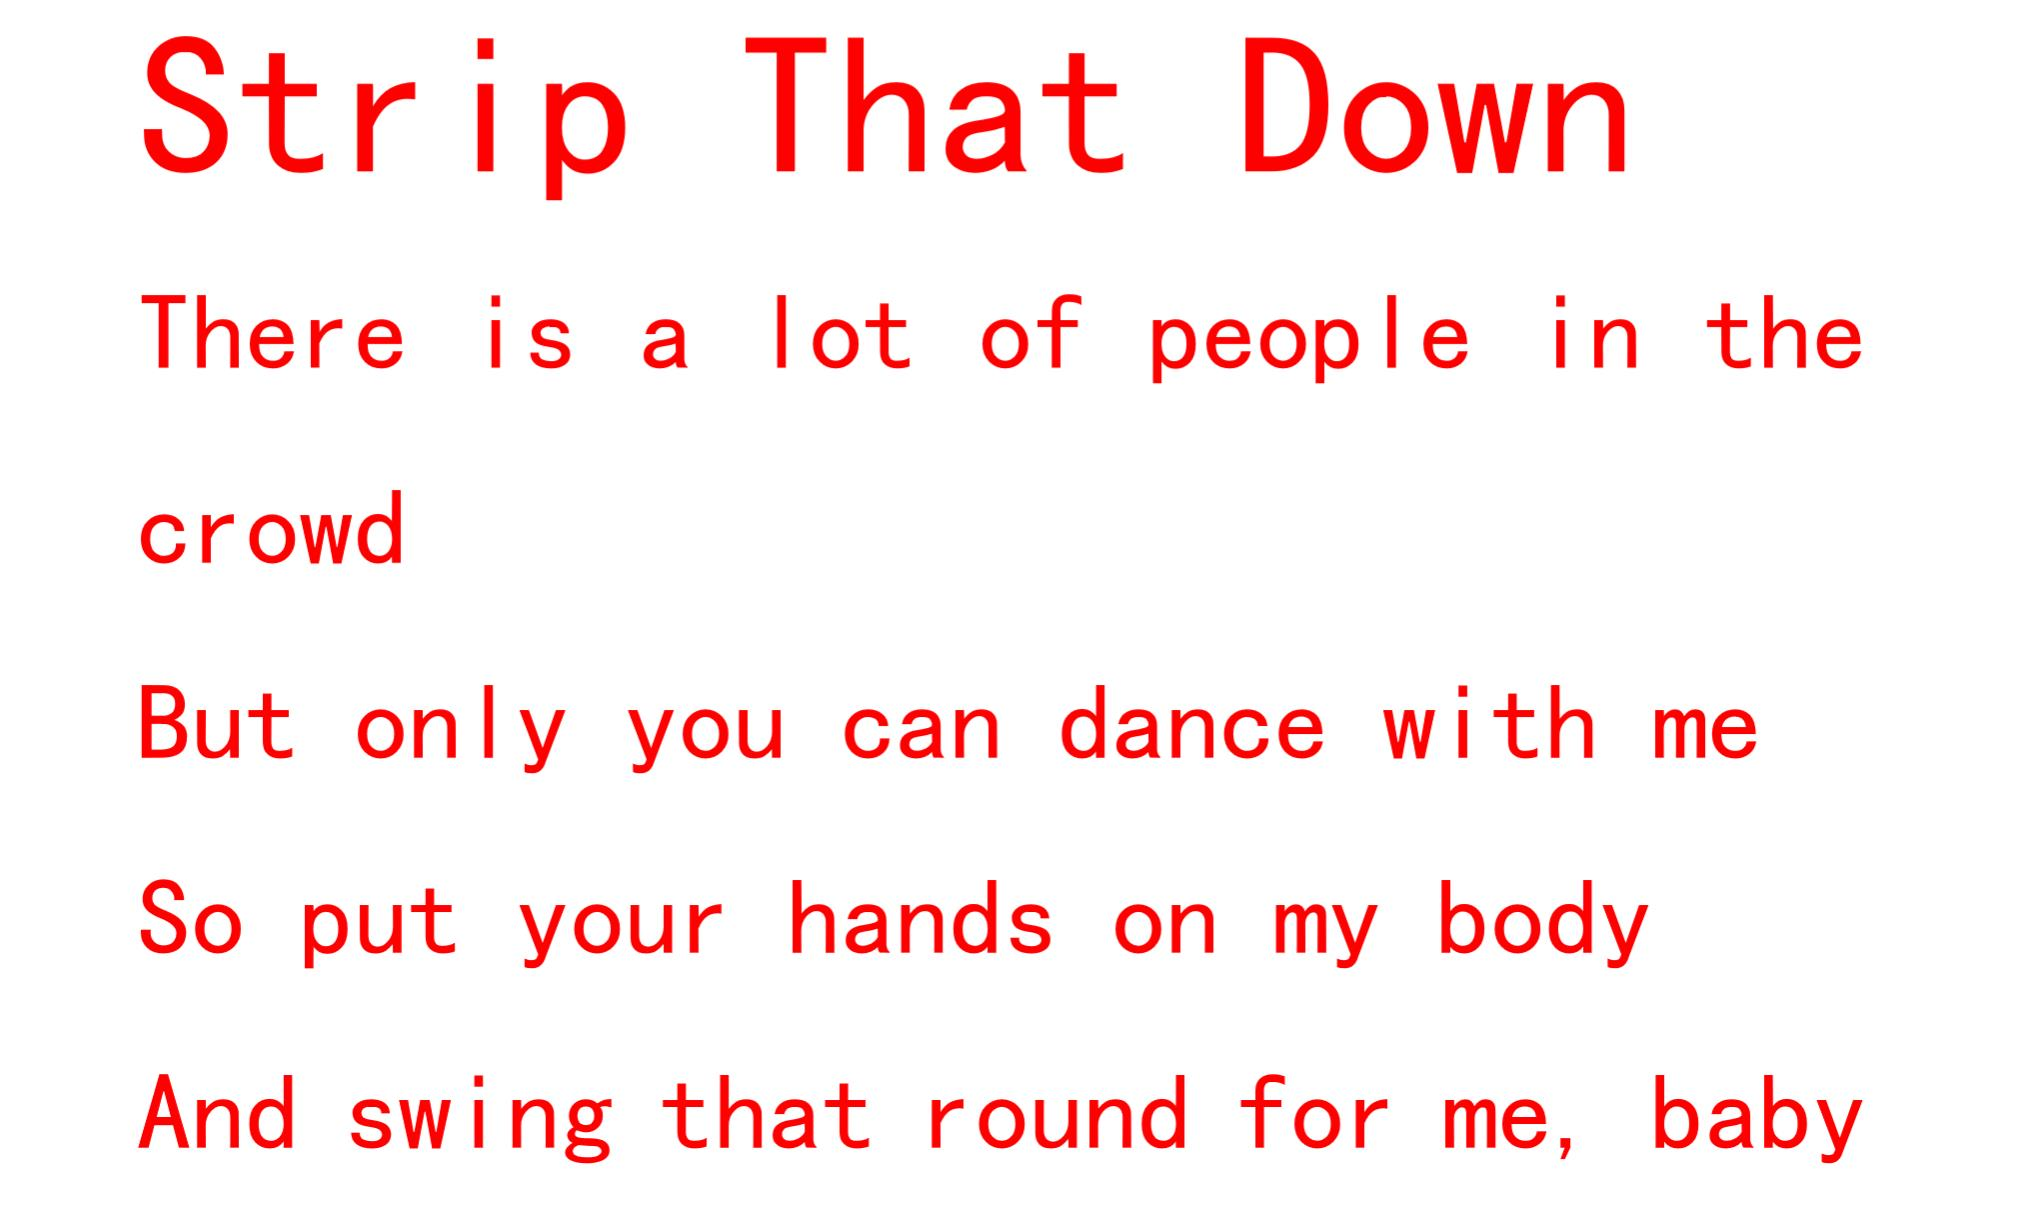 Strip That Down
There is a lot of people in the
crowd
But only you can dance with me
So put your hands on my body
And swing that round for me, baby